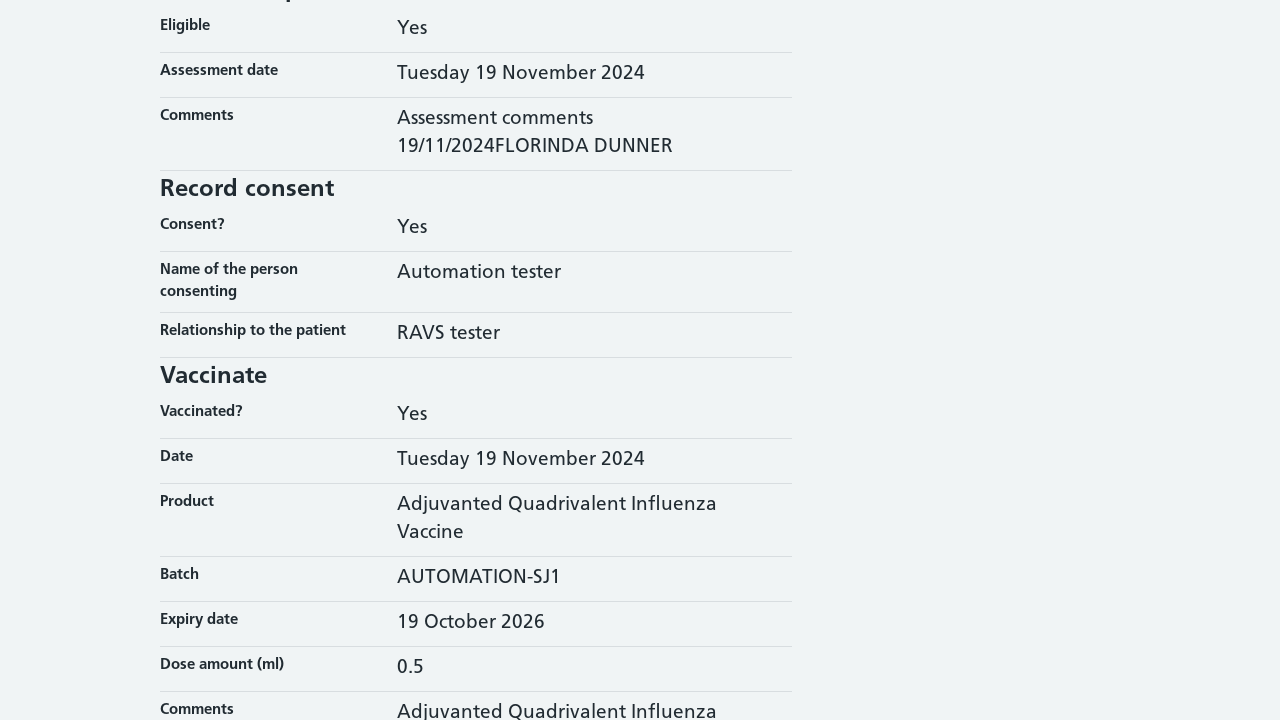 Eligible
Yes
Assessment date
Tuesday 19 November 2024
Comments
Assessment comments
19/11/2024FLORINDA DUNNER
Record consent
Consent?
Yes
Name of the person
consenting
Automation tester
Relationship to the patient
RAVS tester
Vaccinate
Vaccinated?
Yes
Date
Tuesday 19 November 2024
Product
Adjuvanted Quadrivalent Influenza
Vaccine
Batch
AUTOMATION-SJ1
Expiry date
19 October 2026
Dose amount (ml)
0.5
Comments
Adjuvanted Quadrivalent Influenza